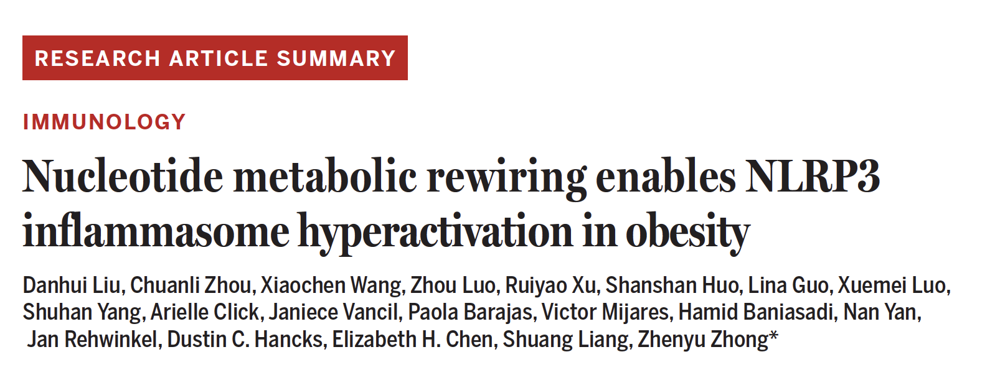 RESEARCH ARTICLE SUMMARY
IMMUNOLOGY
Nucleotide metabolic rewiring enables NLRP3
inflammasome hyperactivation in obesity
Danhui Liu, Chuanli Zhou, Xiaochen Wang, Zhou Luo, Ruiyao Xu, Shanshan Huo, Lina Guo, Xuemei Luo,
Shuhan Yang, Arielle Click, Janiece Vancil, Paola Barajas, Victor Mijares, Hamid Baniasadi, Nan Yan,
Jan Rehwinkel, Dustin C. Hancks, Elizabeth H. Chen, Shuang Liang, Zhenyu Zhong*